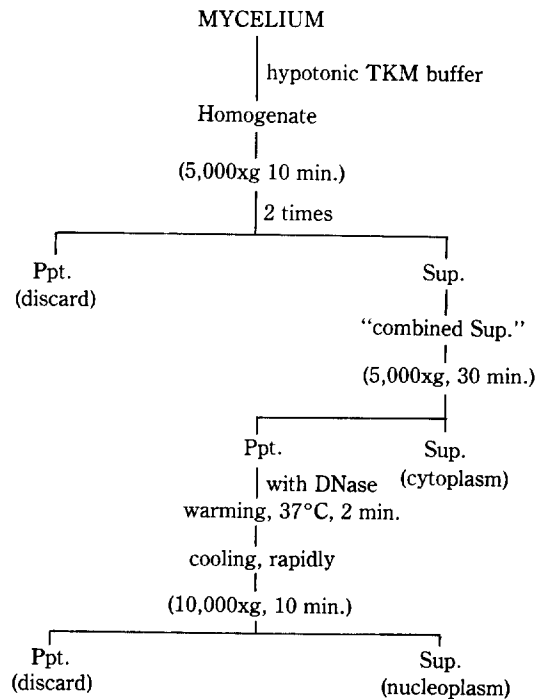 MYCELIUM
hypotonic TKM buffer
Homogenate
(5,000xg 10 min.)
2 times
Ppt.
(discard)
Sup.
“combined Sup.”
(5,000xg, 30 min.)
Ppt.
Sup.
(cytoplasm)
with DNase
warming, 37°C, 2 min.
cooling, rapidly
(10,000xg, 10 min.)
Ppt.
(discard)
Sup.
(nucleoplasm)